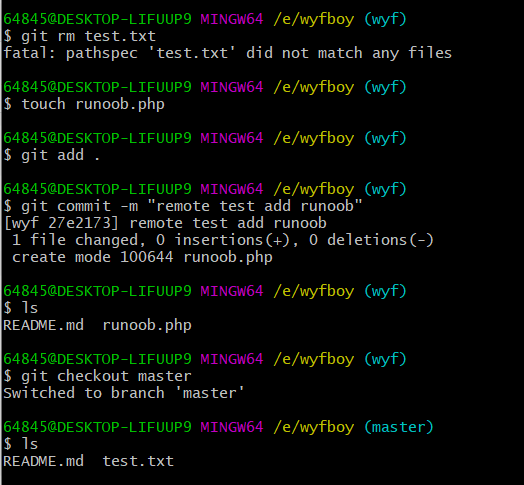 64845@DESKTOP-LIFUUP9 MINGW64 /e/wyfboy (wyf)
$ git rm test.txt
fatal: pathspec 'test.txt' did not match any files
64845@DESKTOP-LIFUUP9 MINGW64 /e/wyfboy (wyf)
$ touch runoob.php
64845@DESKTOP-LIFUUP9 MINGW64 /e/wyfboy (wyf)
$ git add .
64845@DESKTOP-LIFUUP9 MINGW64 /e/wyfboy (wyf)
$ git commit -m "remote test add runoob"
[wyf 27e2173] remote test add runoob
 1 file changed, 0 insertions(+), 0 deletions(-)
 create mode 100644 runoob.php
64845@DESKTOP-LIFUUP9 MINGW64 /e/wyfboy (wyf)
$ ls
README.md  runoob.php
64845@DESKTOP-LIFUUP9 MINGW64 /e/wyfboy (wyf)
$ git checkout master
Switched to branch 'master'
64845@DESKTOP-LIFUUP9 MINGW64 /e/wyfboy (master)
$ ls
README.md  test.txt